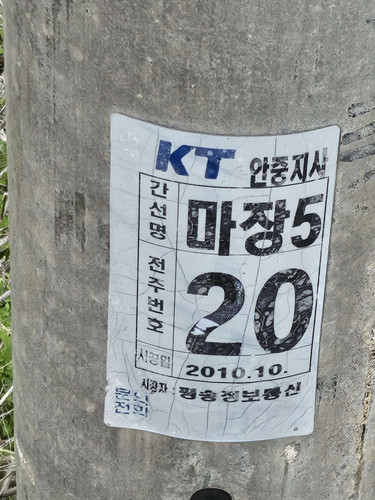 KT 안중지사
간선명 마장5
전주번호 20
시공일 2010.10.
시공자 : 평송정보통신
문의
전화